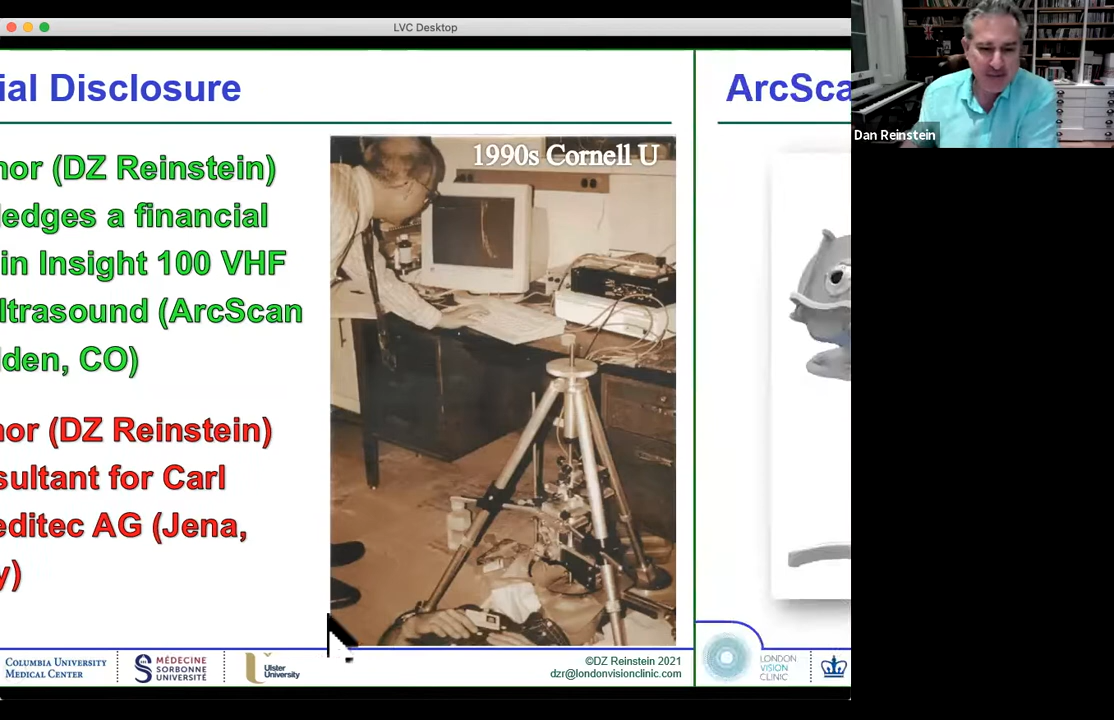 LVC Desktop
ial Disclosure
nor (DZ Reinstein)
ledges a financial
in Insight 100 VHF
ltrasound (ArcScan
lden, CO)
nor (DZ Reinstein)
sultant for Carl
editec AG (Jena,
y)
1990s Cornell U
COLUMBIA UNIVERSITY
MEDICAL CENTER
MÉDECINE
SORBONNE
UNIVERSITÉ
Ulster
University
©DZ Reinstein 2021
dzr@londonvisionclinic.com
ArcSca
LONDON
VISION
CLINIC
Dan Reinstein